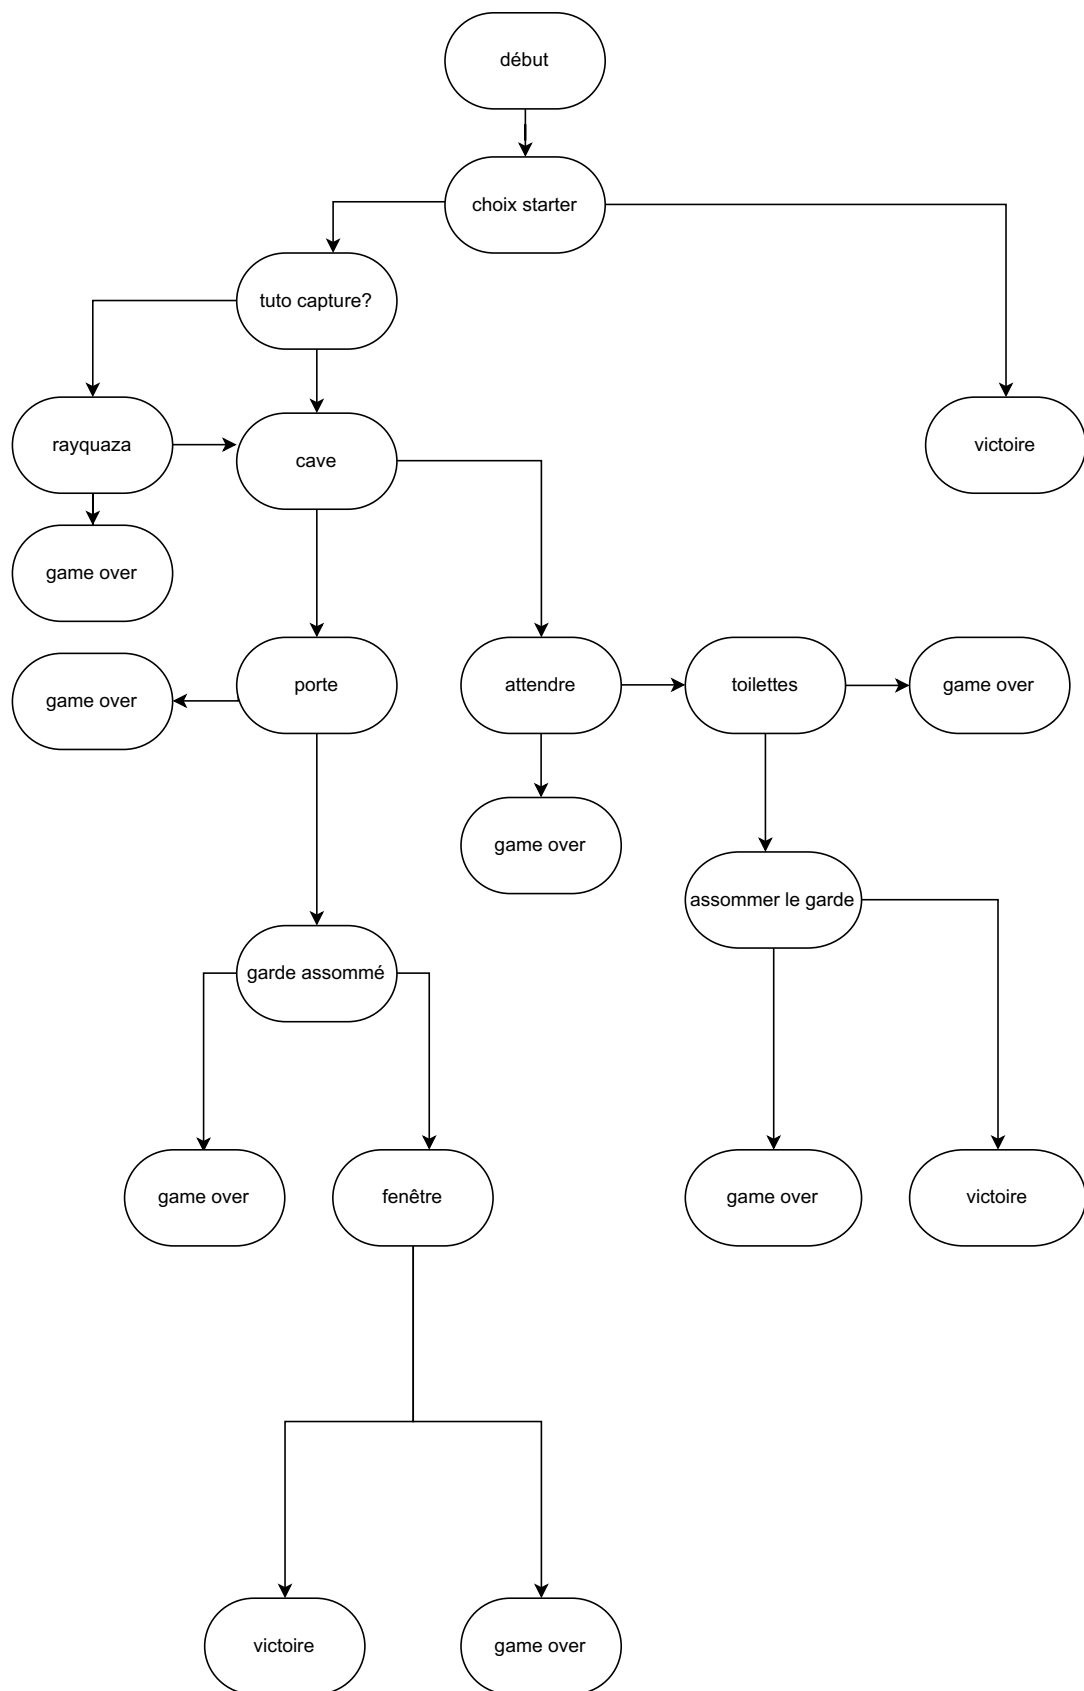 début
choix starter
tuto capture?
rayquaza
cave
victoire
game over
game over
porte
attendre
toilettes
game over
game over
assommer le garde
garde assommé
game over
fenêtre
game over
victoire
victoire
game over